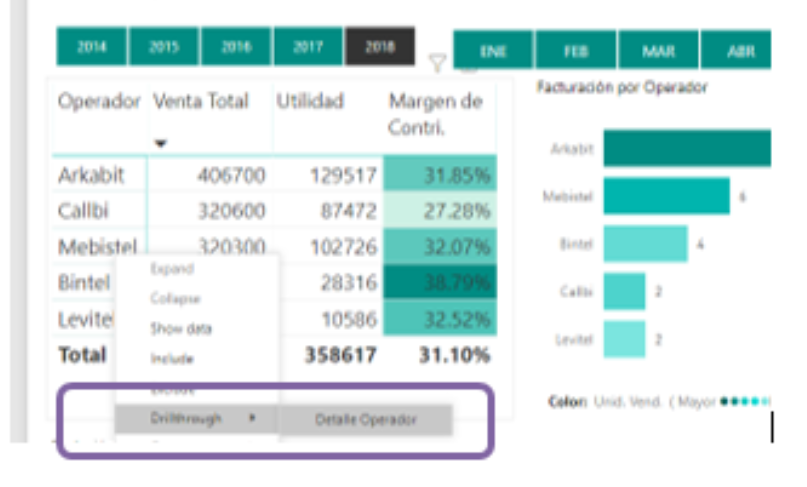 2014 2015 2016 2017 2018
ENE FEB MAR ABR
Operador Venta Total Utilidad Margen de Contri.
Arkabit 406700 129517 31.85%
Callbi 320600 87472 27.28%
Mebistel 320300 102726 32.07%
Bintel 28316 38.79%
Levitel 10586 32.52%
Total 358617 31.10%
Expand
Collapse
Show data
Include
Exclude
Drillthrough
Detalle Operador
Facturación por Operador
Arkabit
Mebistel 6
Bintel 4
Callbi 2
Levitel 2
Color: Unid. Vend. ( Mayor